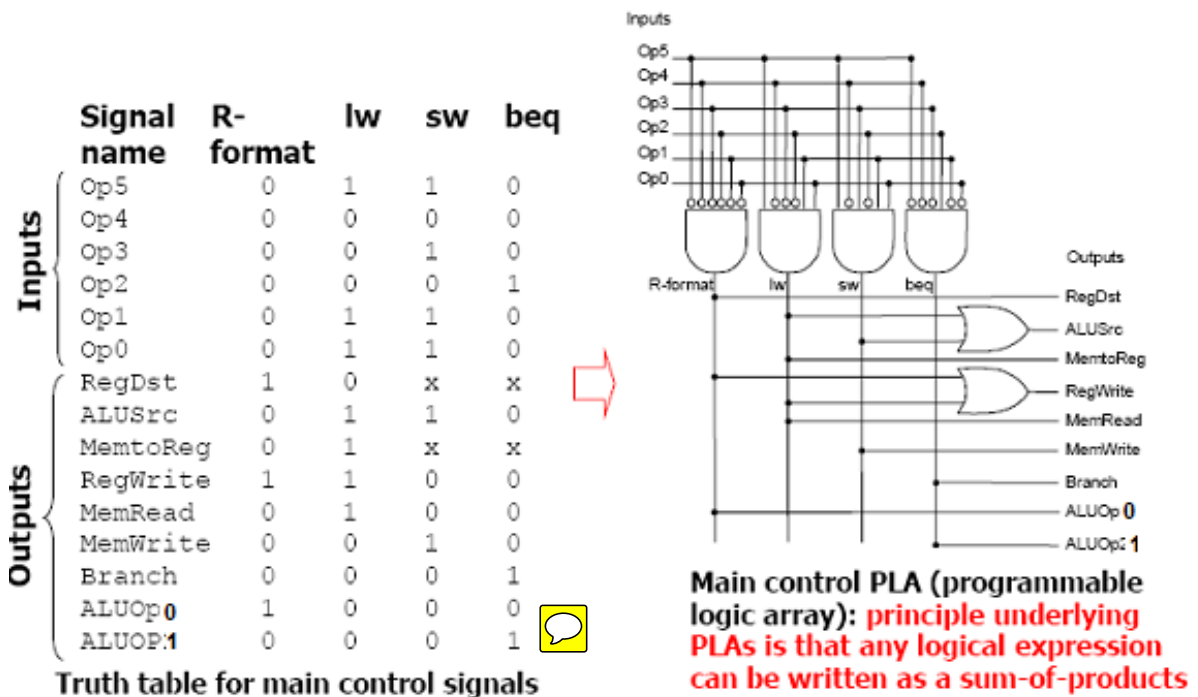 Signal R- lw sw beq
name format
Inputs
Op5 0 1 1 0
Op4 0 0 0 0
Op3 0 0 1 0
Op2 0 0 0 1
Op1 0 1 1 0
Op0 0 1 1 0
Outputs
RegDst 1 0 x x
ALUSrc 0 1 1 0
MemtoReg 0 1 x x
RegWrite 1 1 0 0
MemRead 0 1 0 0
MemWrite 0 0 1 0
Branch 0 0 0 1
ALUOp0 1 0 0 0
ALUOP1 0 0 0 1
Truth table for main control signals
Inputs
Op5
Op4
Op3
Op2
Op1
Op0
R-format lw sw beq
Outputs
RegDst
ALUSrc
MemtoReg
RegWrite
MemRead
MemWrite
Branch
ALUOp 0
ALUOp2 1
Main control PLA (programmable
logic array): principle underlying
PLAs is that any logical expression
can be written as a sum-of-products